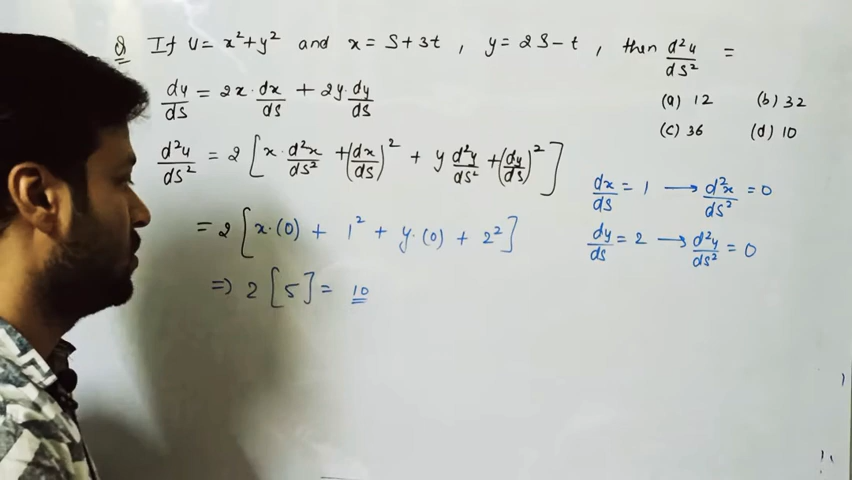 Q If U = x² + y² and x = S + 3t , y = 2S - t , then d²u/dS² =
(a) 12 (b) 32
(c) 36 (d) 10
du/dS = 2x · dx/dS + 2y · dy/dS
d²u/dS² = 2 [ x · d²x/dS² + (dx/dS)² + y d²y/dS² + (dy/dS)² ]
dx/dS = 1 → d²x/dS² = 0
= 2 [ x · (0) + 1² + y · (0) + 2² ]
dy/dS = 2 → d²y/dS² = 0
⇒ 2 [ 5 ] = 10